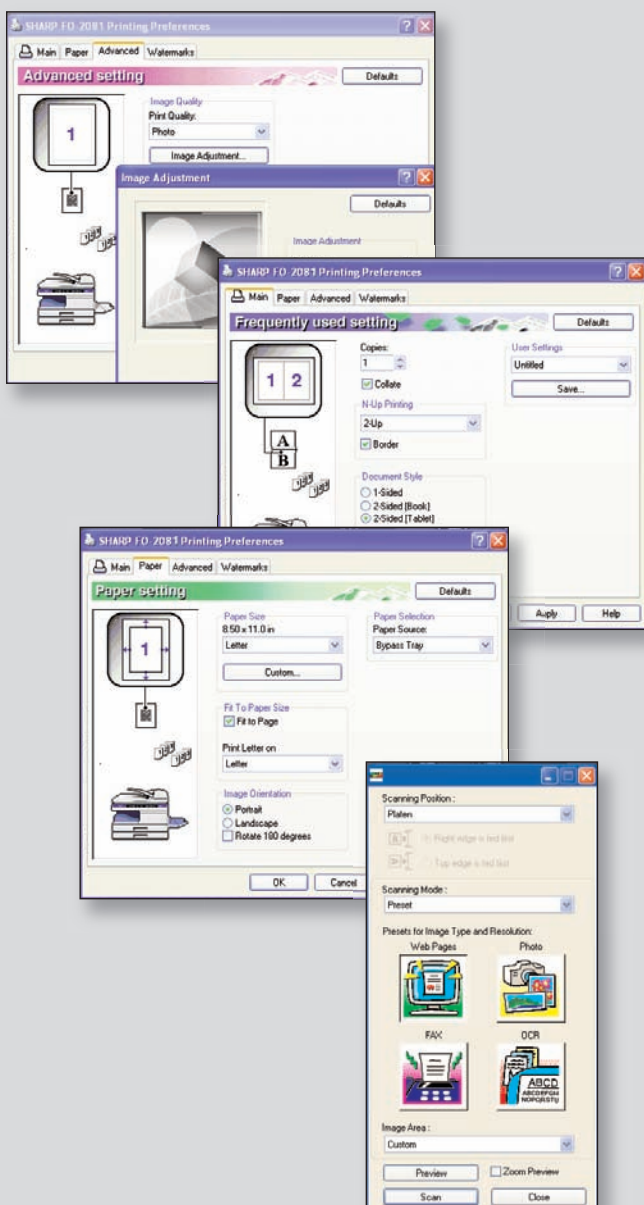 SHARP FO-2081 Printing Preferences
Main Paper Advanced Watermarks
Advanced setting
Defaults
Image Quality
Print Quality:
Photo
1
Image Adjustment...
Image Adjustment
Defaults
Image Adjustment
SHARP FO-2081 Printing Preferences
Main Paper Advanced Watermarks
Frequently used setting
Defaults
Copies:
1
Collate
User Settings
Untitled
Save...
1 2
N-Up Printing
2-Up
Border
A
B
Document Style
1-Sided
2-Sided [Book]
2-Sided [Tablet]
Apply Help
SHARP FO-2081 Printing Preferences
Main Paper Advanced Watermarks
Paper setting
Defaults
Paper Size
8.50 x 11.0 in
Letter
Custom...
Paper Selection
Paper Source:
Bypass Tray
1
Fit To Paper Size
Fit to Page
Print Letter on
Letter
Image Orientation
Portrait
Landscape
Rotate 180 degrees
OK Cancel
Scanning Position :
Platen
Right edge is fed first
Top edge is fed first
Scanning Mode :
Preset
Presets for Image Type and Resolution:
Web Pages Photo
FAX OCR
ABCD
ABCDEFGH
NOPQRSTU
Image Area :
Custom
Preview Zoom Preview
Scan Close